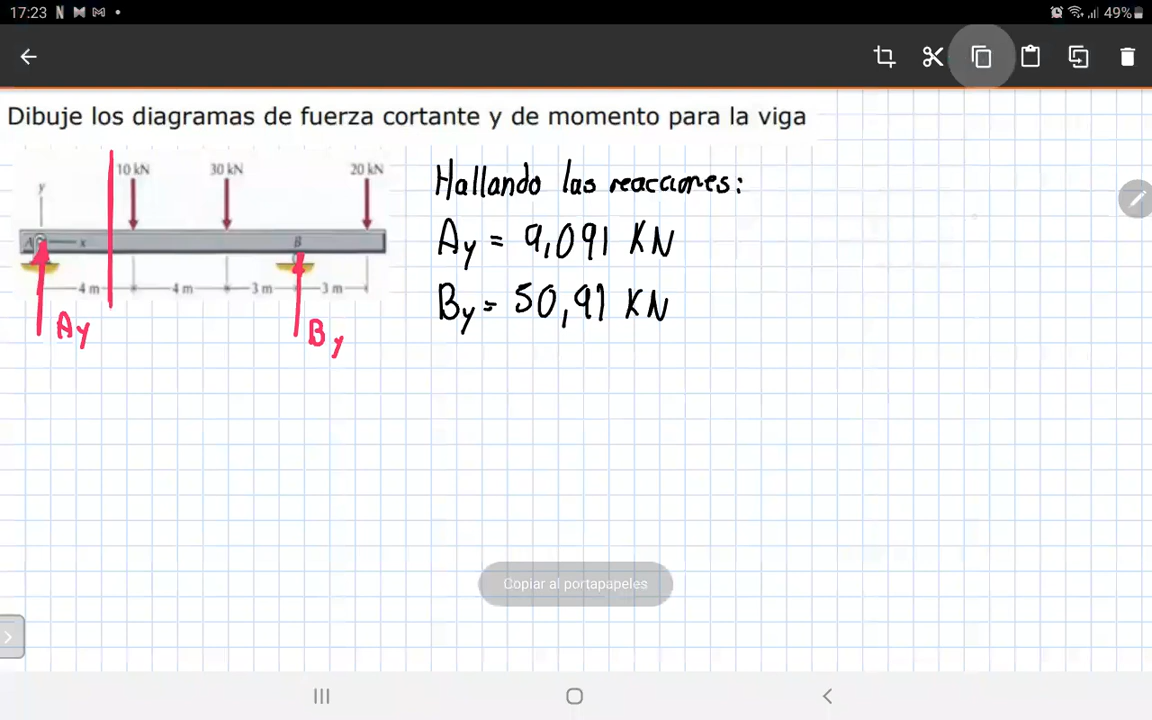 17:23 N 49%
Dibuje los diagramas de fuerza cortante y de momento para la viga
10 kN 30 kN 20 kN
y
A x B
4 m 4 m 3 m 3 m
Ay By
Hallando las reacciones:
Ay = 9,091 KN
By = 50,91 KN
Copiar al portapapeles